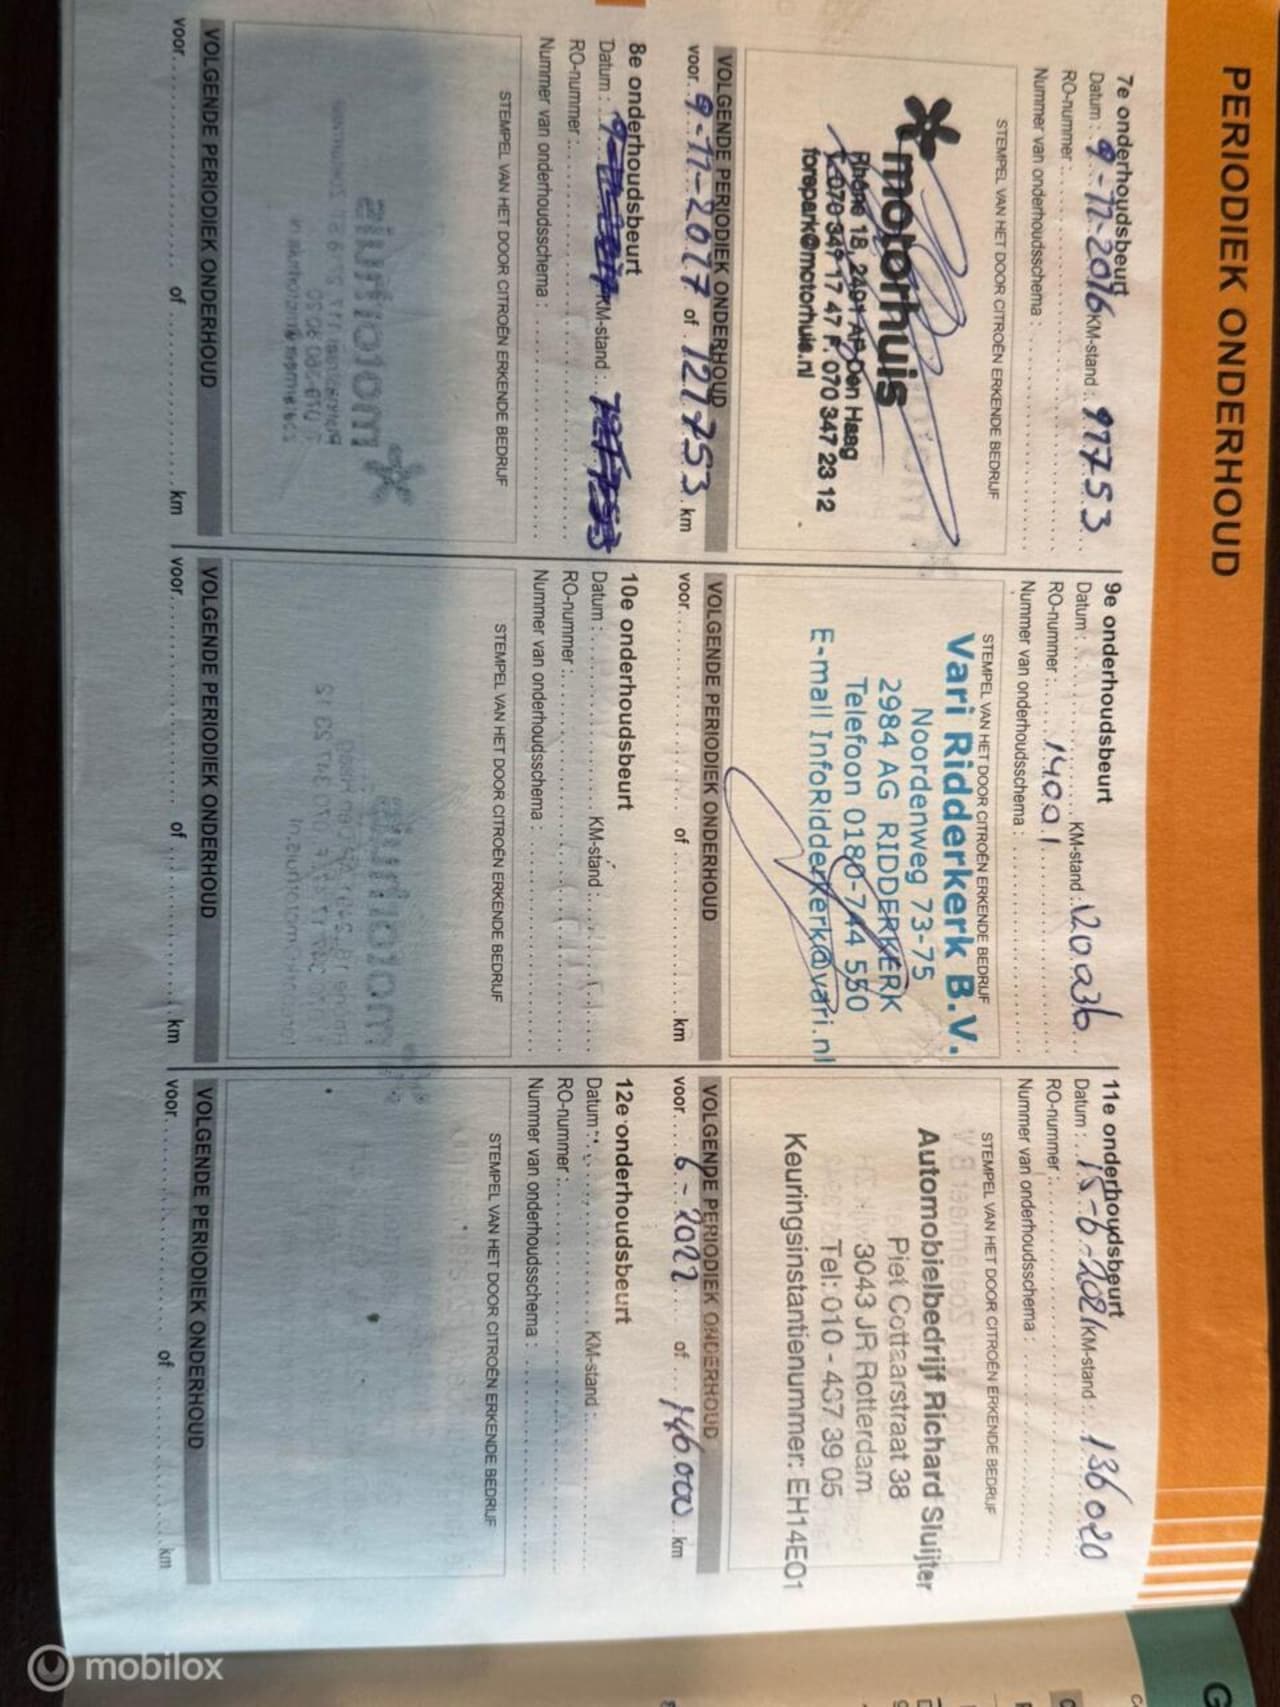 PERIODIEK ONDERHOUD
7e onderhoudsbeurt
Datum : 9-12-2016 KM-stand : 97753
RO-nummer :
Nummer van onderhoudsschema :
STEMPEL VAN HET DOOR CITROËN ERKENDE BEDRIJF
motorhuis
Rhône 18, 2491 AP Den Haag
T. 070 349 17 47 F. 070 347 23 12
forepark@motorhuis.nl
VOLGENDE PERIODIEK ONDERHOUD
voor 9-12-2017 of 127753 km
8e onderhoudsbeurt
Datum : KM-stand :
RO-nummer :
Nummer van onderhoudsschema :
STEMPEL VAN HET DOOR CITROËN ERKENDE BEDRIJF
VOLGENDE PERIODIEK ONDERHOUD
voor of km
9e onderhoudsbeurt
Datum : KM-stand : 120036
RO-nummer : 14001
Nummer van onderhoudsschema :
STEMPEL VAN HET DOOR CITROËN ERKENDE BEDRIJF
Vari Ridderkerk B.V.
Noordenweg 73-75
2984 AG RIDDERKERK
Telefoon 0180-744 550
E-mail InfoRidderkerk@vari.nl
VOLGENDE PERIODIEK ONDERHOUD
voor of km
10e onderhoudsbeurt
Datum : KM-stand :
RO-nummer :
Nummer van onderhoudsschema :
STEMPEL VAN HET DOOR CITROËN ERKENDE BEDRIJF
VOLGENDE PERIODIEK ONDERHOUD
voor of km
11e onderhoudsbeurt
Datum : 15-6-2021 KM-stand : 136020
RO-nummer :
Nummer van onderhoudsschema :
STEMPEL VAN HET DOOR CITROËN ERKENDE BEDRIJF
Automobielbedrijf Richard Sluijter
Piet Cottaarstraat 38
3043 JR Rotterdam
Tel: 010 - 437 39 05
Keuringsinstantienummer: EH14E01
VOLGENDE PERIODIEK ONDERHOUD
voor 6-2022 of 146000 km
12e onderhoudsbeurt
Datum : KM-stand :
RO-nummer :
Nummer van onderhoudsschema :
STEMPEL VAN HET DOOR CITROËN ERKENDE BEDRIJF
VOLGENDE PERIODIEK ONDERHOUD
voor of km
mobilox